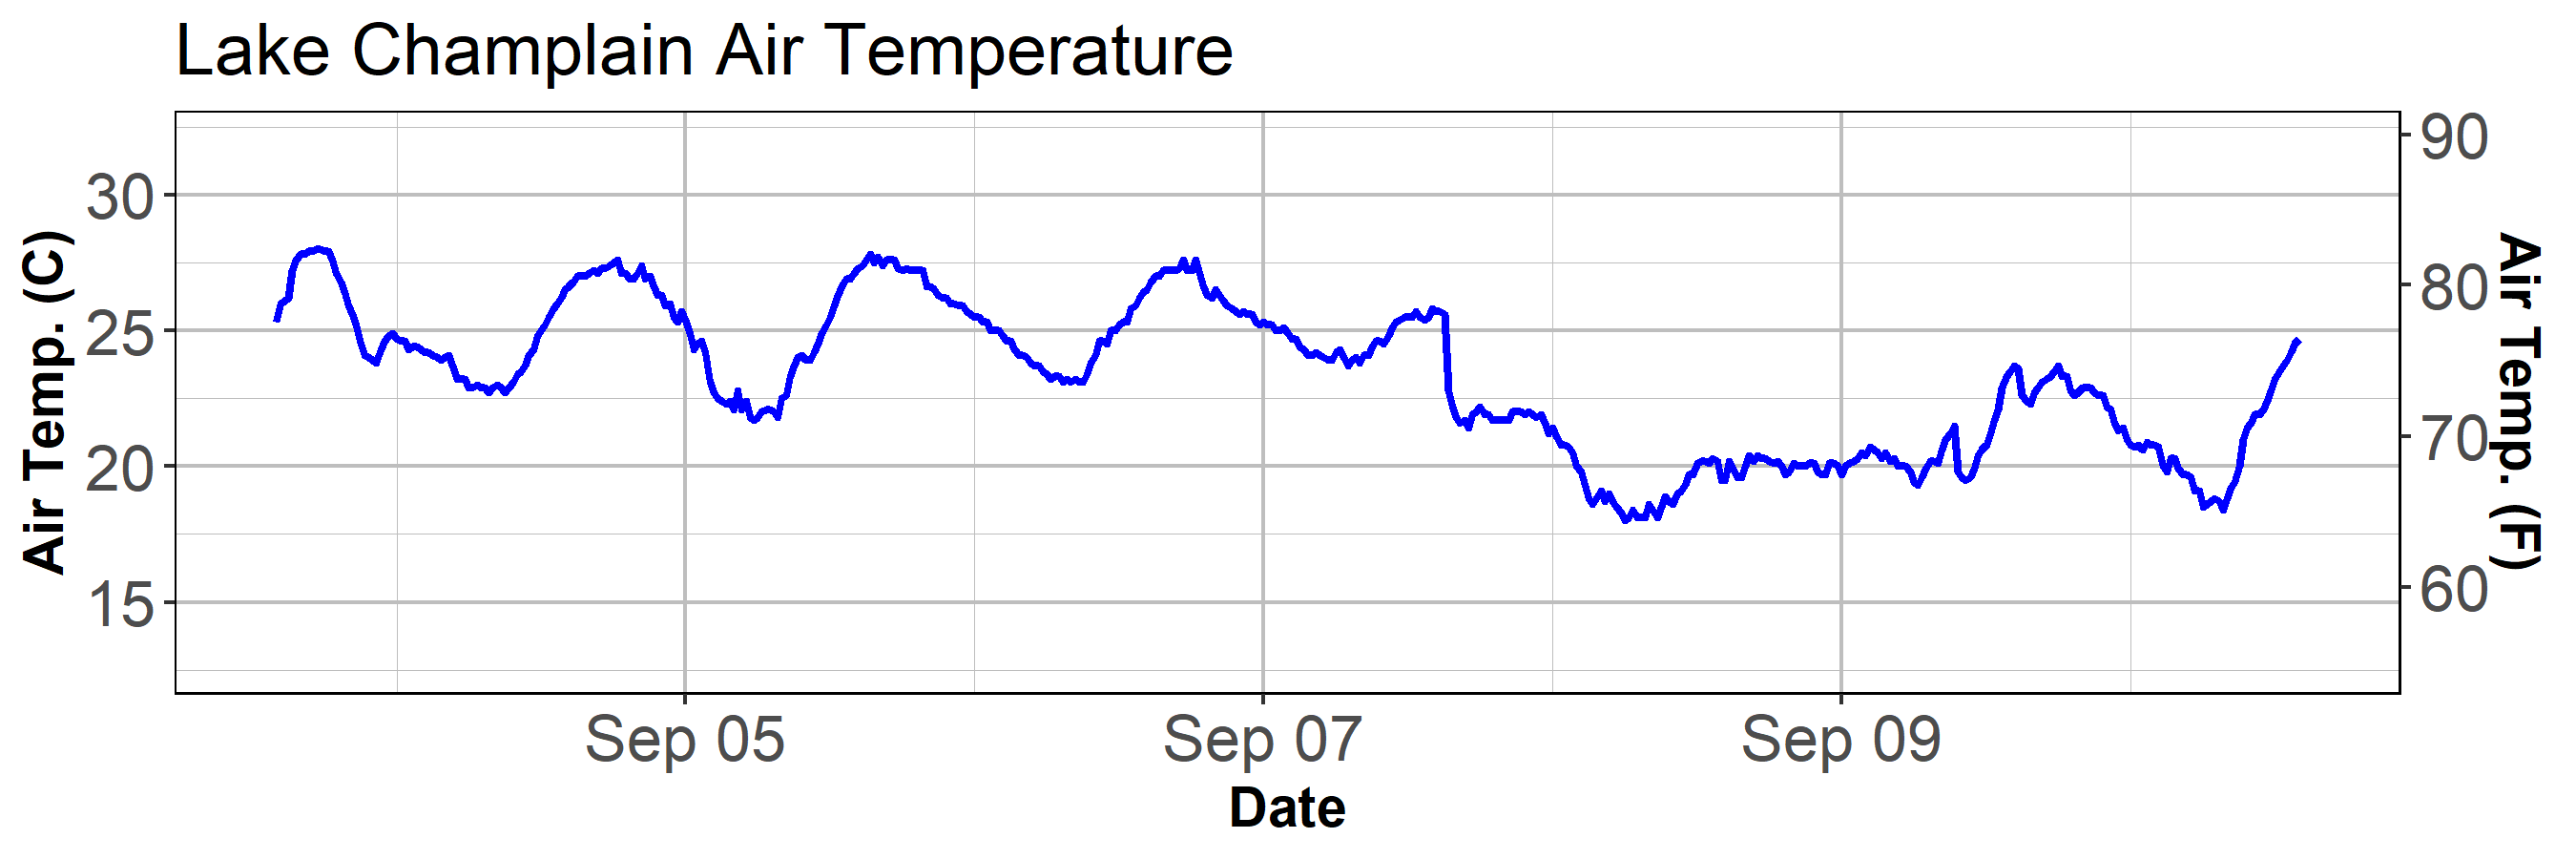 Lake Champlain Air Temperature
Air Temp. (C)
30
25
20
15
90
80
70
60
Air Temp. (F)
Sep 05
Sep 07
Sep 09
Date